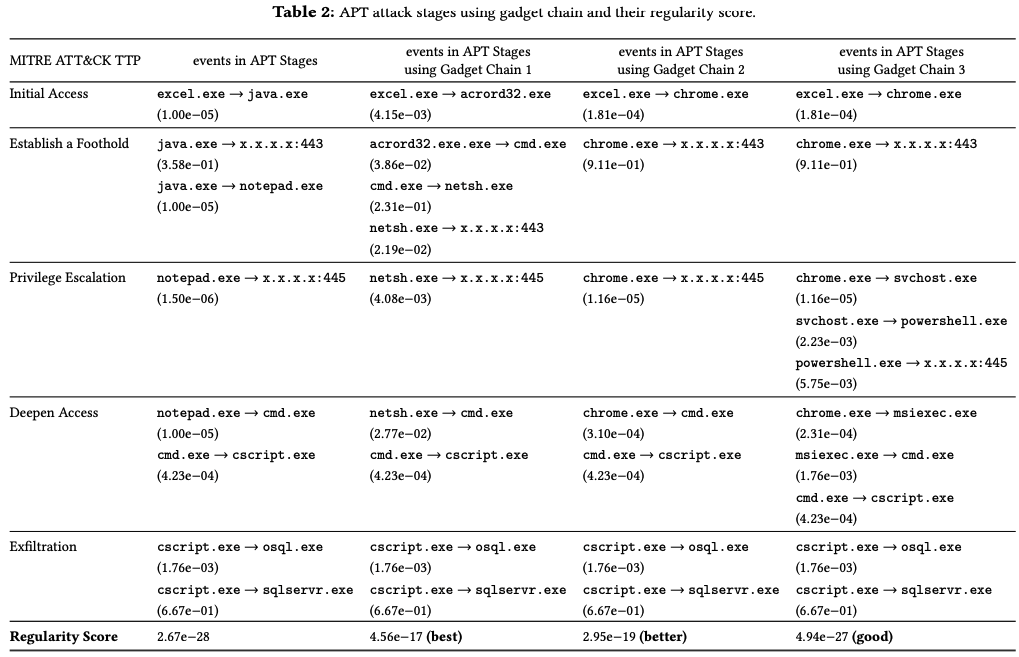 Table 2: APT attack stages using gadget chain and their regularity score.
MITRE ATT&CK TTP events in APT Stages events in APT Stages using Gadget Chain 1 events in APT Stages using Gadget Chain 2 events in APT Stages using Gadget Chain 3
Initial Access excel.exe → java.exe excel.exe → acrord32.exe excel.exe → chrome.exe excel.exe → chrome.exe
(1.00e−05) (4.15e−03) (1.81e−04) (1.81e−04)
Establish a Foothold java.exe → x.x.x.x:443 acrord32.exe.exe → cmd.exe chrome.exe → x.x.x.x:443 chrome.exe → x.x.x.x:443
(3.58e−01) (3.86e−02) (9.11e−01) (9.11e−01)
java.exe → notepad.exe cmd.exe → netsh.exe
(1.00e−05) (2.31e−01)
netsh.exe → x.x.x.x:443
(2.19e−02)
Privilege Escalation notepad.exe → x.x.x.x:445 netsh.exe → x.x.x.x:445 chrome.exe → x.x.x.x:445 chrome.exe → svchost.exe
(1.50e−06) (4.08e−03) (1.16e−05) (1.16e−05)
svchost.exe → powershell.exe
(2.23e−03)
powershell.exe → x.x.x.x:445
(5.75e−03)
Deepen Access notepad.exe → cmd.exe netsh.exe → cmd.exe chrome.exe → cmd.exe chrome.exe → msiexec.exe
(1.00e−05) (2.77e−02) (3.10e−04) (2.31e−04)
cmd.exe → cscript.exe cmd.exe → cscript.exe cmd.exe → cscript.exe msiexec.exe → cmd.exe
(4.23e−04) (4.23e−04) (4.23e−04) (1.76e−03)
cmd.exe → cscript.exe
(4.23e−04)
Exfiltration cscript.exe → osql.exe cscript.exe → osql.exe cscript.exe → osql.exe cscript.exe → osql.exe
(1.76e−03) (1.76e−03) (1.76e−03) (1.76e−03)
cscript.exe → sqlservr.exe cscript.exe → sqlservr.exe cscript.exe → sqlservr.exe cscript.exe → sqlservr.exe
(6.67e−01) (6.67e−01) (6.67e−01) (6.67e−01)
Regularity Score 2.67e−28 4.56e−17 (best) 2.95e−19 (better) 4.94e−27 (good)